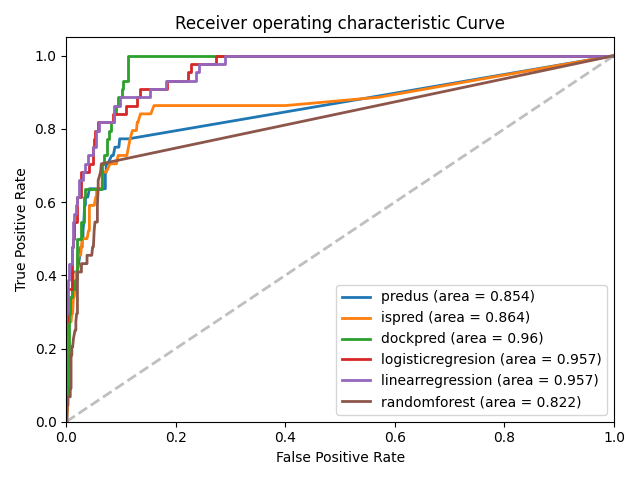 Receiver operating characteristic Curve
True Positive Rate
1.0
0.8
0.6
0.4
0.2
0.0
predus (area = 0.854)
ispred (area = 0.864)
dockpred (area = 0.96)
logisticregresion (area = 0.957)
linearregression (area = 0.957)
randomforest (area = 0.822)
0.0 0.2 0.4 0.6 0.8 1.0
False Positive Rate